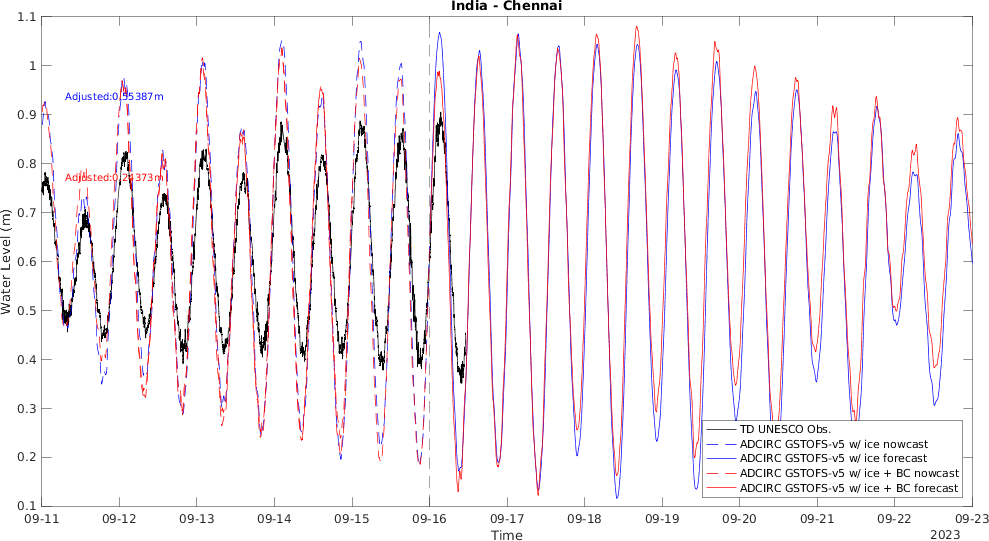 India - Chennai
Water Level (m)
1.1
1
0.9
0.8
0.7
0.6
0.5
0.4
0.3
0.2
0.1
Adjusted:0.55387m
Adjusted:0.24373m
TD UNESCO Obs.
ADCIRC GSTOFS-v5 w/ ice nowcast
ADCIRC GSTOFS-v5 w/ ice forecast
ADCIRC GSTOFS-v5 w/ ice + BC nowcast
ADCIRC GSTOFS-v5 w/ ice + BC forecast
09-11 09-12 09-13 09-14 09-15 09-16 09-17 09-18 09-19 09-20 09-21 09-22 09-23
Time
2023